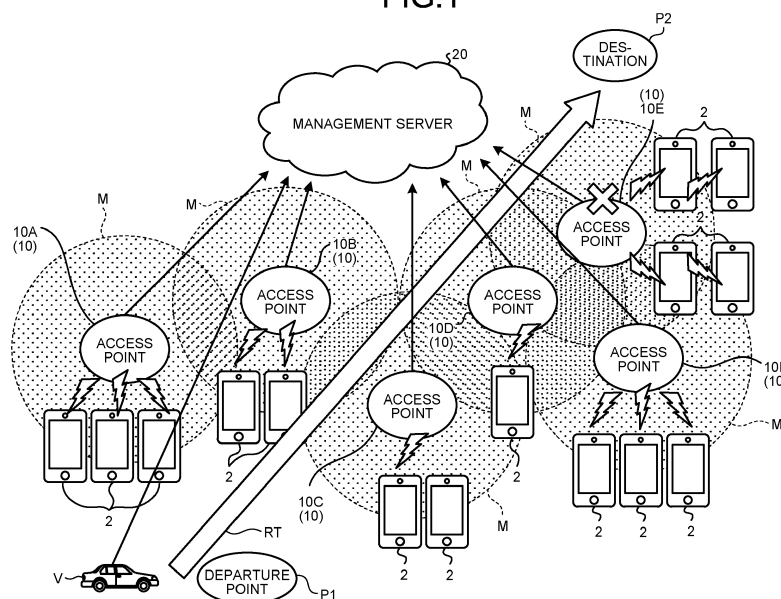 FIG.1
P2
DES-
TINATION
20
MANAGEMENT SERVER
(10)
10E
2
M
M
M
M
10A
(10)
10B
(10)
ACCESS
POINT
2
ACCESS
POINT
ACCESS
POINT
10D
(10)
ACCESS
POINT
ACCESS
POINT
ACCESS
POINT
M
2
2
2
10C
(10)
2
2
2
2
M
RT
2
2
V
DEPARTURE
POINT
P1